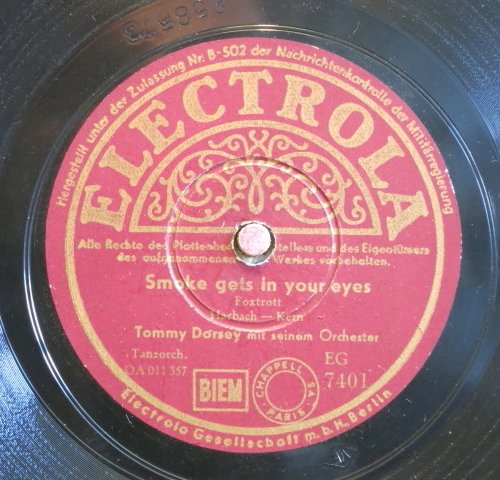 Hergestellt unter der Zulassung Nr. B-502 der Nachrichtenkontrolle der Militärregierung
ELECTROLA
Alle Rechte des Plattenherstellers und des Eigentümers
des aufgenommenen Werkes vorbehalten.
Smoke gets in your eyes
Foxtrott
Harbach — Kern
Tommy Dorsey mit seinem Orchester
Tanzorch.
OA 011 357
EG
7401
BIEM
CHAPPELL SA
PARIS
Electrola Gesellschaft m. b. H. Berlin